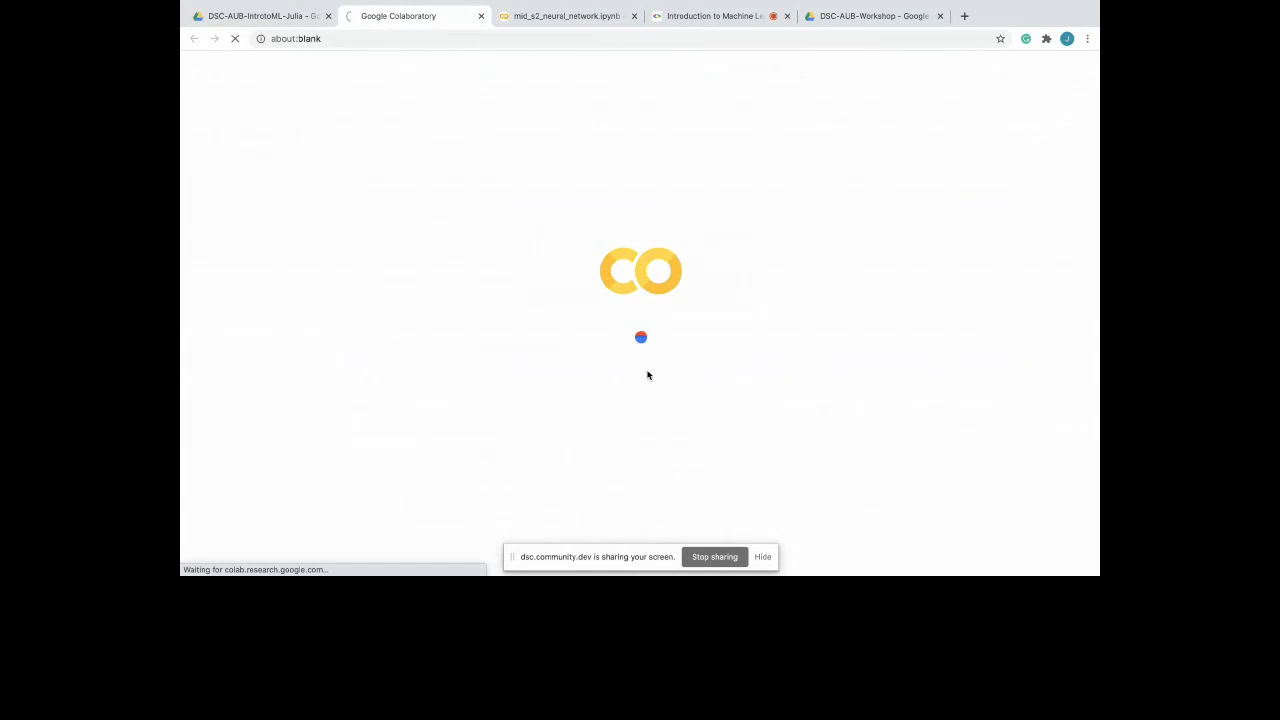 DSC-AUB-IntrotoML-Julia - G
Google Colaboratory
mid_s2_neural_network.ipynb -
Introduction to Machine Le
DSC-AUB-Workshop - Google
about:blank
J
CO
dsc.community.dev is sharing your screen.
Stop sharing
Hide
Waiting for colab.research.google.com...